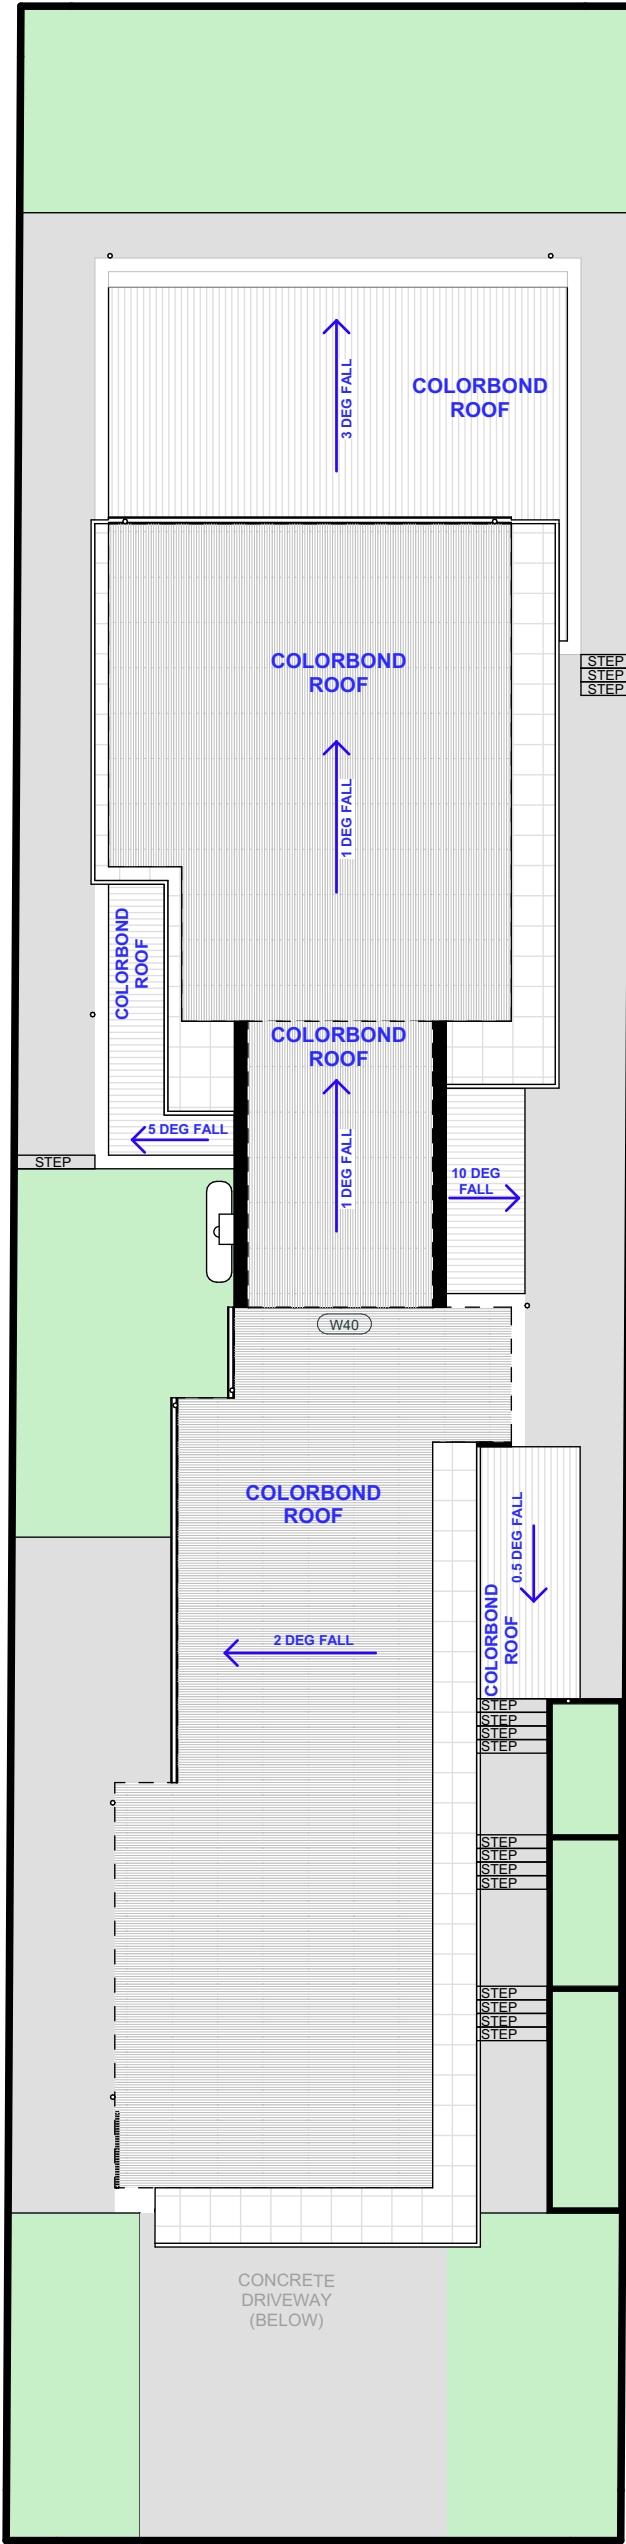 COLORBOND
ROOF
3 DEG FALL
COLORBOND
ROOF
STEP
STEP
STEP
1 DEG FALL
COLORBOND
ROOF
COLORBOND
ROOF
5 DEG FALL
STEP
1 DEG FALL
10 DEG
FALL
W40
COLORBOND
ROOF
0.5 DEG FALL
COLORBOND
ROOF
2 DEG FALL
STEP
STEP
STEP
STEP
STEP
STEP
STEP
STEP
STEP
STEP
STEP
STEP
CONCRETE
DRIVEWAY
(BELOW)